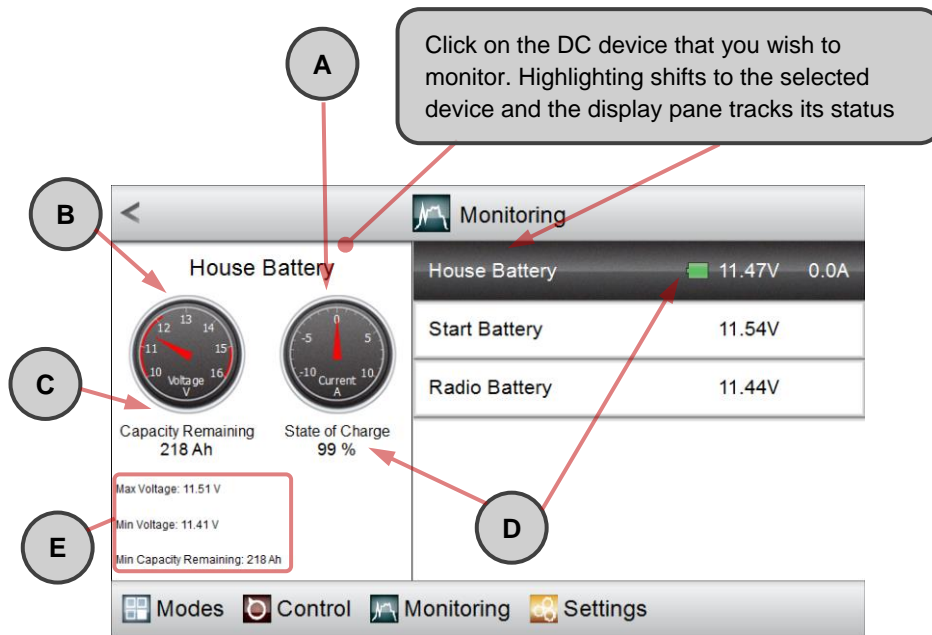 A
Click on the DC device that you wish to
monitor. Highlighting shifts to the selected
device and the display pane tracks its status
B
<
Monitoring
House Battery
10 11 12 13 14 15 16
Voltage
V
-10 -5 0 5 10
Current
A
House Battery 11.47V 0.0A
Start Battery 11.54V
Radio Battery 11.44V
C
Capacity Remaining
218 Ah
State of Charge
99 %
Max Voltage: 11.51 V
Min Voltage: 11.41 V
Min Capacity Remaining: 218 Ah
D
E
Modes Control Monitoring Settings